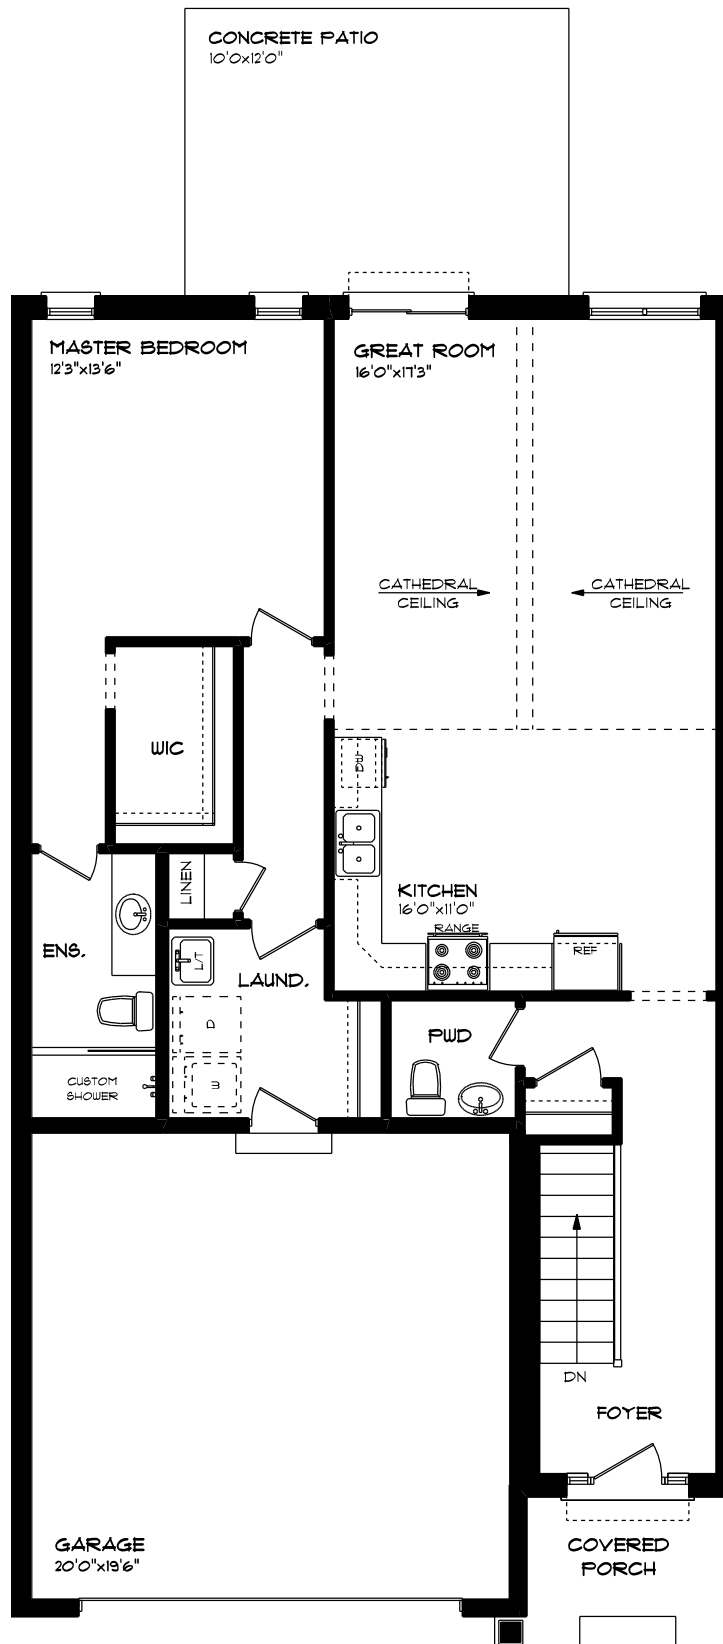 CONCRETE PATIO
10'0x12'0"
MASTER BEDROOM
12'3"x13'6"
GREAT ROOM
16'0"x17'3"
CATHEDRAL
CEILING
CATHEDRAL
CEILING
WIC
DW
LINEN
KITCHEN
16'0"x11'0"
RANGE
REF
ENS.
L/T
LAUND.
D
W
PWD
CUSTOM
SHOWER
DN
FOYER
GARAGE
20'0"x19'6"
COVERED
PORCH